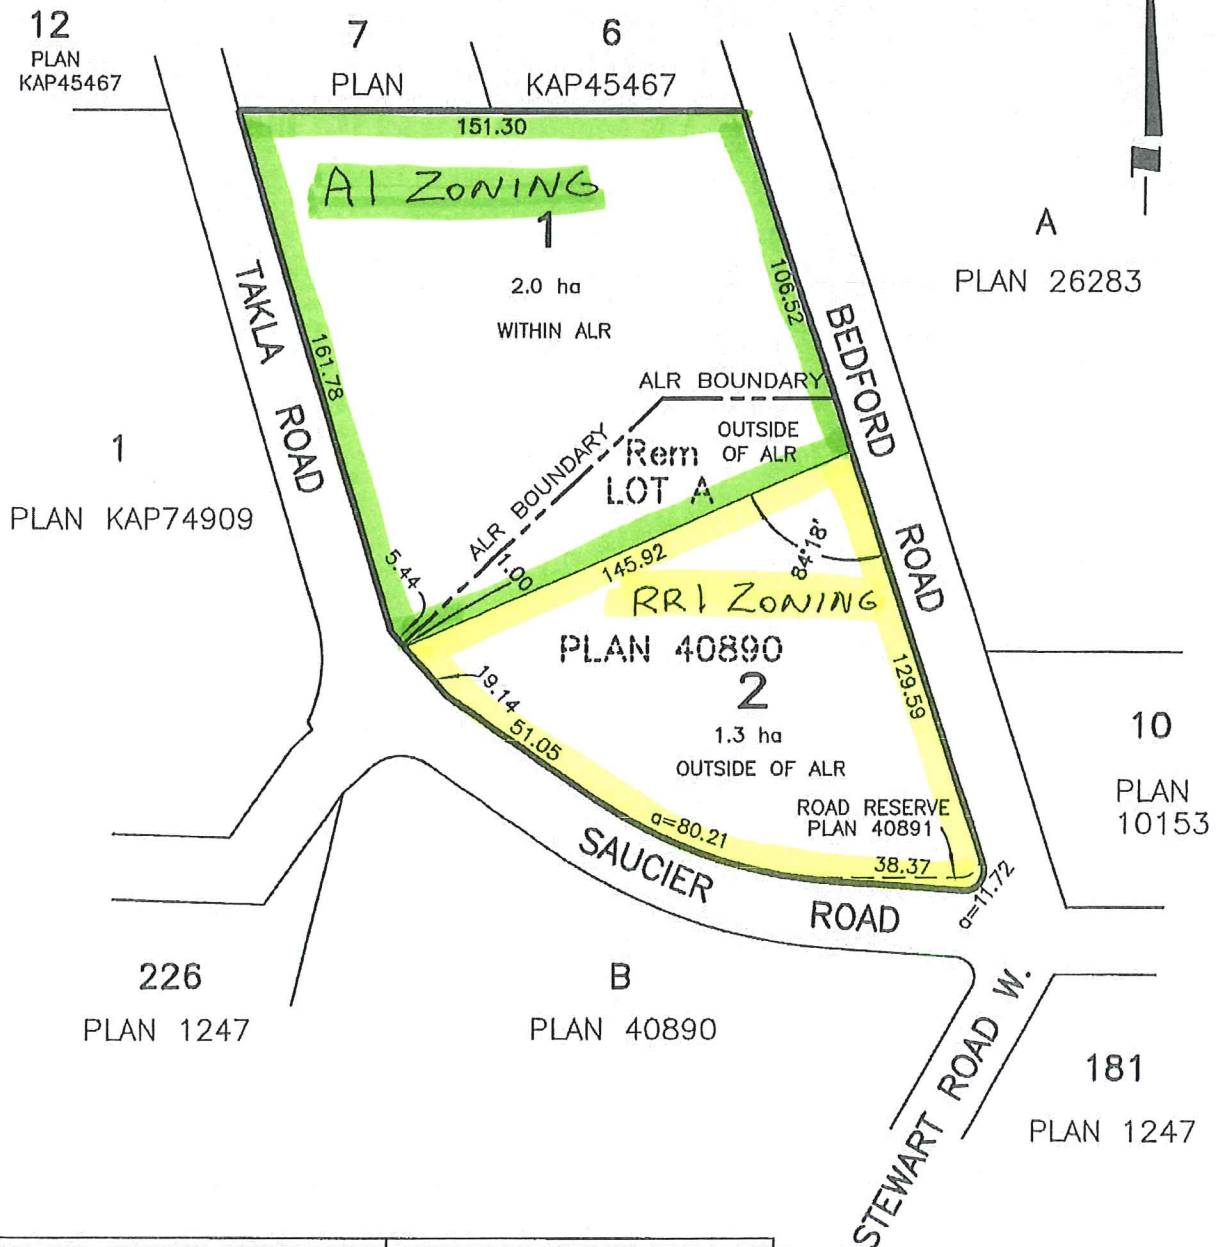 12
PLAN
KAP45467
7
6
PLAN KAP45467
151.30
A1 ZONING
1
2.0 ha
WITHIN ALR
A
PLAN 26283
TAKLA ROAD
161.78
106.52
BEDFORD ROAD
ALR BOUNDARY
ALR BOUNDARY
OUTSIDE
OF ALR
Rem
LOT A
1
PLAN KAP74909
5.44
1.00
145.92
84°18'
RR1 ZONING
PLAN 40890
2
1.3 ha
OUTSIDE OF ALR
129.59
19.14
51.05
a=80.21
ROAD RESERVE
PLAN 40891
38.37
a=11.72
10
PLAN
10153
SAUCIER ROAD
226
PLAN 1247
B
PLAN 40890
STEWART ROAD W.
181
PLAN 1247